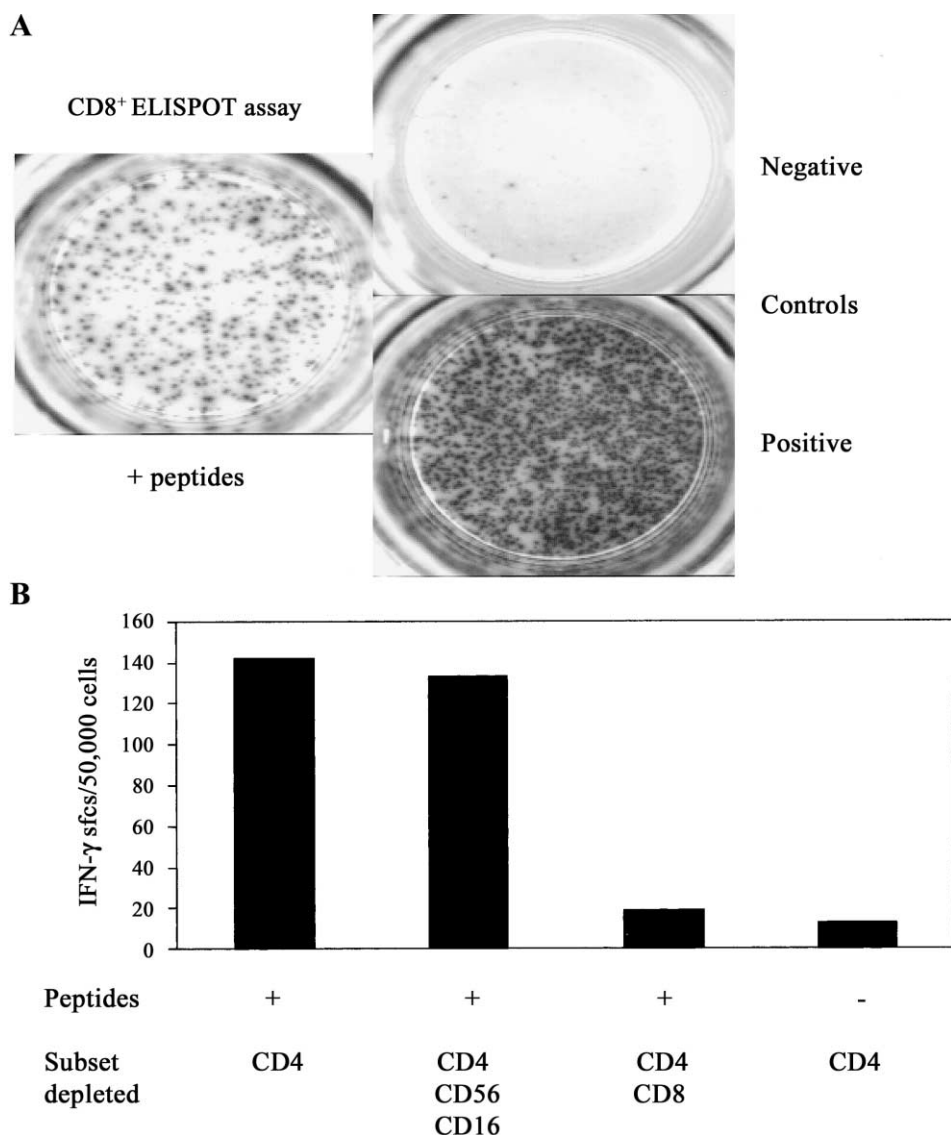 A
CD8⁺ ELISPOT assay
Negative
Controls
Positive
+ peptides
B
IFN-γ sfcs/50,000 cells
160
140
120
100
80
60
40
20
0
Peptides + + + -
Subset CD4 CD4 CD4 CD4
depleted CD56 CD8
CD16